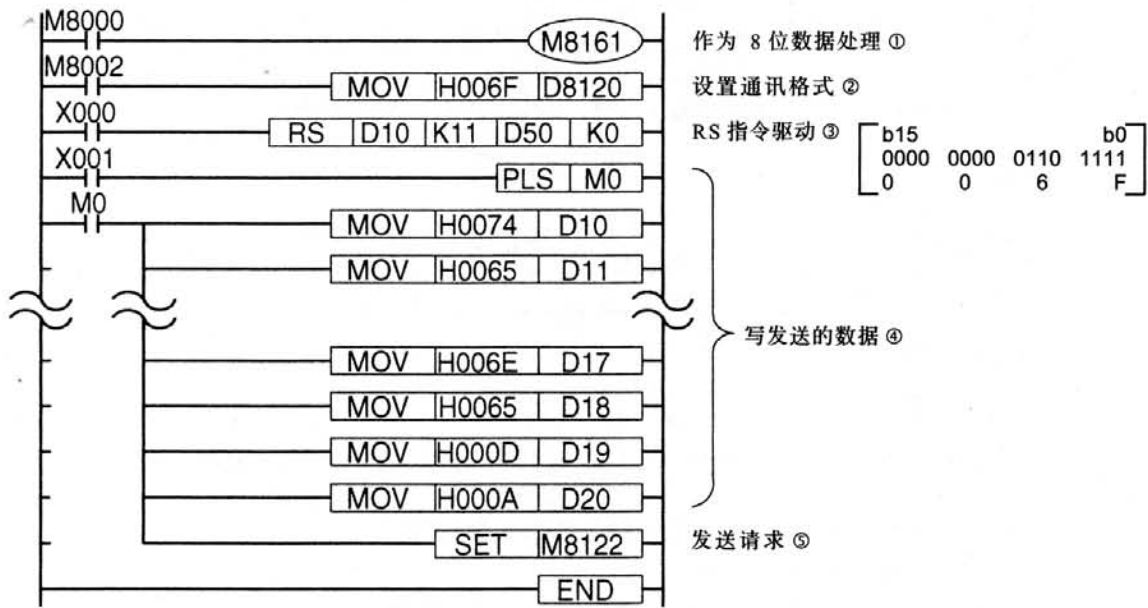 M8000
M8161 作为 8位数据处理 ①
M8002
MOV H006F D8120 设置通讯格式 ②
X000
RS D10 K11 D50 K0 RS 指令驱动 ③
b15 b0
0000 0000 0110 1111
0 0 6 F
X001
PLS M0
M0
MOV H0074 D10
MOV H0065 D11
写发送的数据 ④
MOV H006E D17
MOV H0065 D18
MOV H000D D19
MOV H000A D20
SET M8122 发送请求 ⑤
END